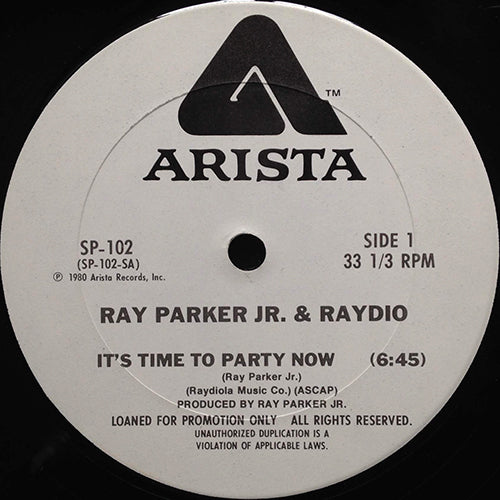 ™
ARISTA
SP-102
(SP-102-SA)
℗ 1980 Arista Records, Inc.
SIDE 1
33 1/3 RPM
RAY PARKER JR. & RAYDIO
IT'S TIME TO PARTY NOW (6:45)
(Ray Parker Jr.)
(Raydiola Music Co.) (ASCAP)
PRODUCED BY RAY PARKER JR.
LOANED FOR PROMOTION ONLY ALL RIGHTS RESERVED.
UNAUTHORIZED DUPLICATION IS A
VIOLATION OF APPLICABLE LAWS.